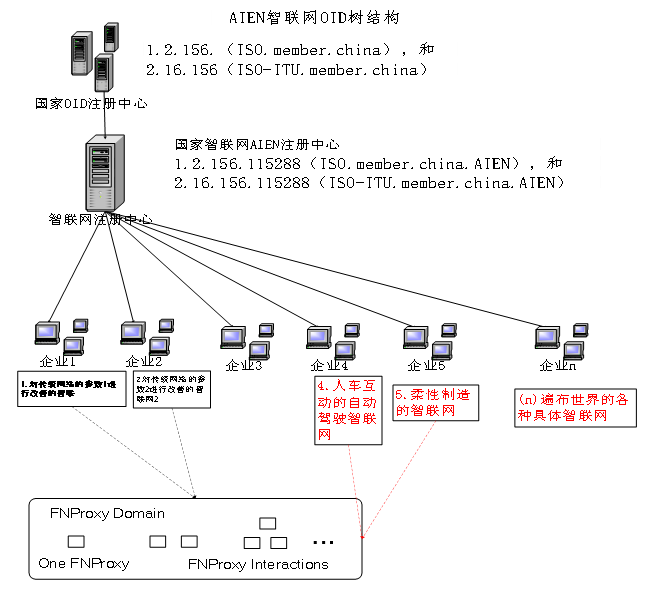 AIEN智联网OID树结构
1.2.156.（ISO.member.china），和
2.16.156（ISO-ITU.member.china）
国家OID注册中心
国家智联网AIEN注册中心
1.2.156.115288（ISO.member.china.AIEN），和
2.16.156.115288（ISO-ITU.member.china.AIEN）
智联网注册中心
企业1
企业2
企业3
企业4
企业5
企业n
1.对传统网络的参数1进
行改善的智联
2.对传统网络的参
数2进行改善的智
联网2
4.人车互
动的自动
驾驶智联
网
5.柔性制造
的智联网
(n)遍布世界的各
种具体智联网
FNProxy Domain
...
One FNProxy
FNProxy Interactions